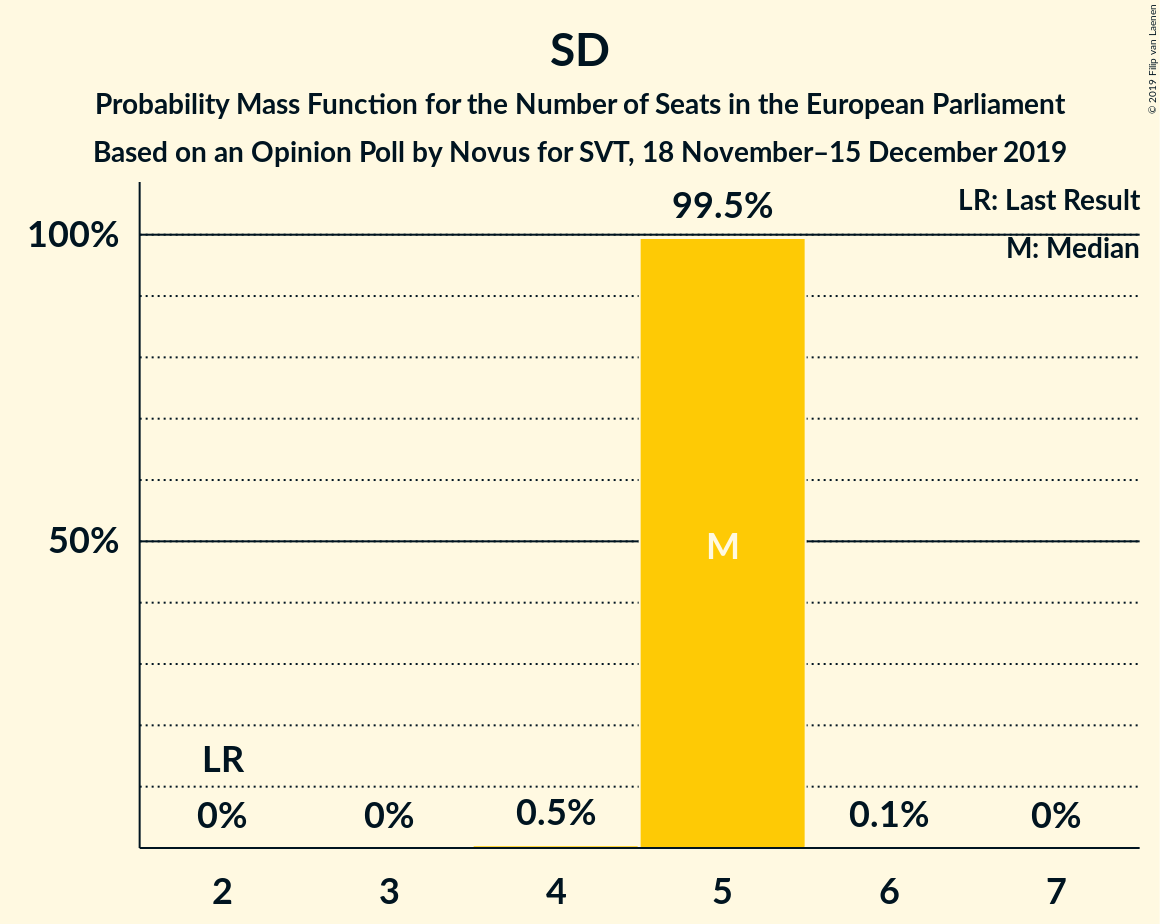 SD
Probability Mass Function for the Number of Seats in the European Parliament
Based on an Opinion Poll by Novus for SVT, 18 November–15 December 2019
© 2019 Filip van Laenen
LR: Last Result
M: Median
100%
50%
99.5%
M
LR
0%
0%
0.5%
0.1%
0%
2
3
4
5
6
7